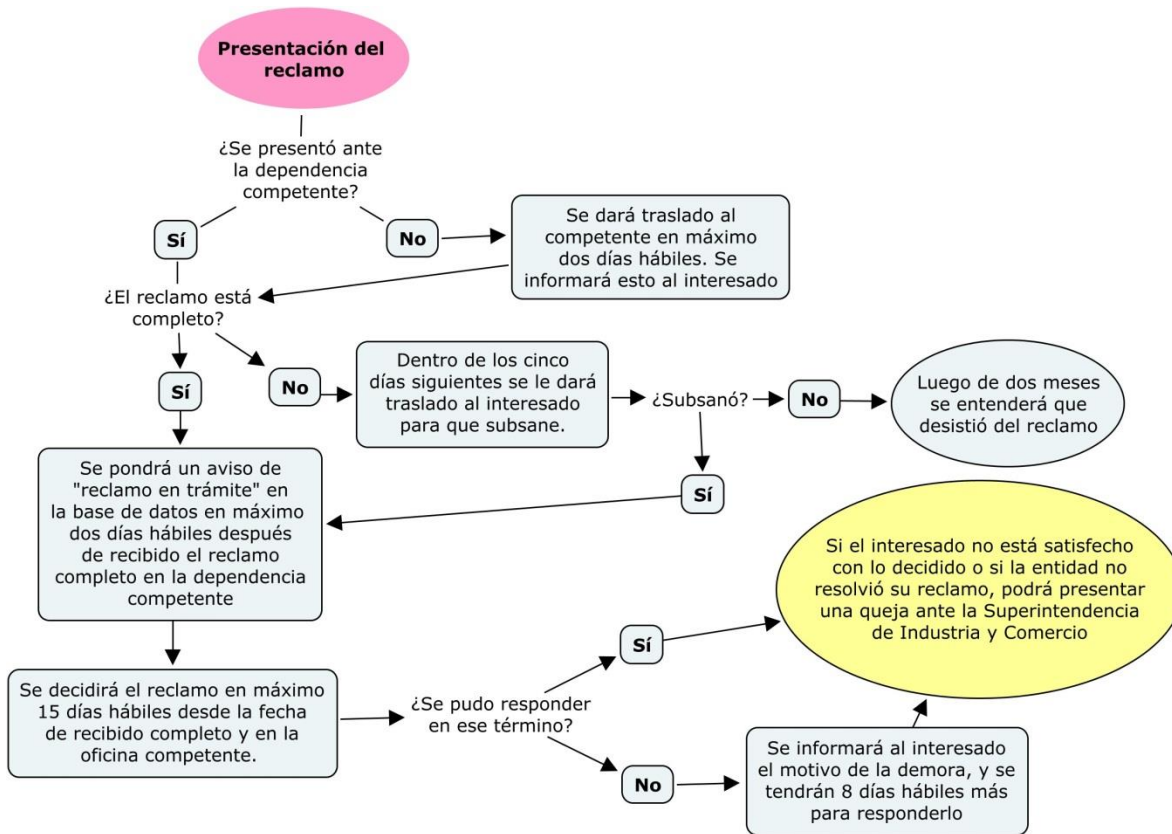 Presentación del
reclamo
¿Se presentó ante
la dependencia
competente?
Sí
No
Se dará traslado al
competente en máximo
dos días hábiles. Se
informará esto al interesado
¿El reclamo está
completo?
Sí
No
Dentro de los cinco
días siguientes se le dará
traslado al interesado
para que subsane.
¿Subsanó?
No
Luego de dos meses
se entenderá que
desistió del reclamo
Sí
Se pondrá un aviso de
"reclamo en trámite" en
la base de datos en máximo
dos días hábiles después
de recibido el reclamo
completo en la dependencia
competente
Se decidirá el reclamo en máximo
15 días hábiles desde la fecha
de recibido completo y en la
oficina competente.
¿Se pudo responder
en ese término?
Sí
No
Se informará al interesado
el motivo de la demora, y se
tendrán 8 días hábiles más
para responderlo
Si el interesado no está satisfecho
con lo decidido o si la entidad no
resolvió su reclamo, podrá presentar
una queja ante la Superintendencia
de Industria y Comercio